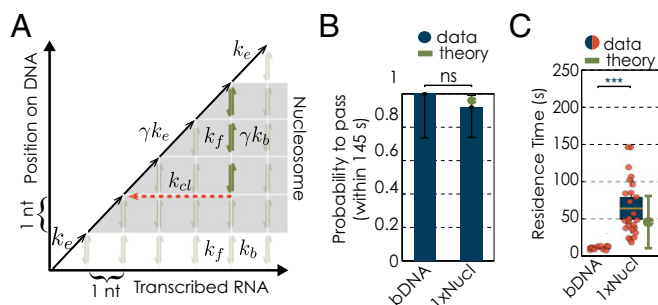 A
Position on DNA
1 nt
k_e
γk_e
k_e
k_f
γk_b
k_cl
k_f
k_b
Nucleosome
1 nt
Transcribed RNA
B
data
theory
ns
Probability to pass
(within 145 s)
1
0.8
0.6
0.4
0.2
0
bDNA
1xNucl
C
data
theory
***
Residence Time (s)
250
200
150
100
50
0
bDNA
1xNucl